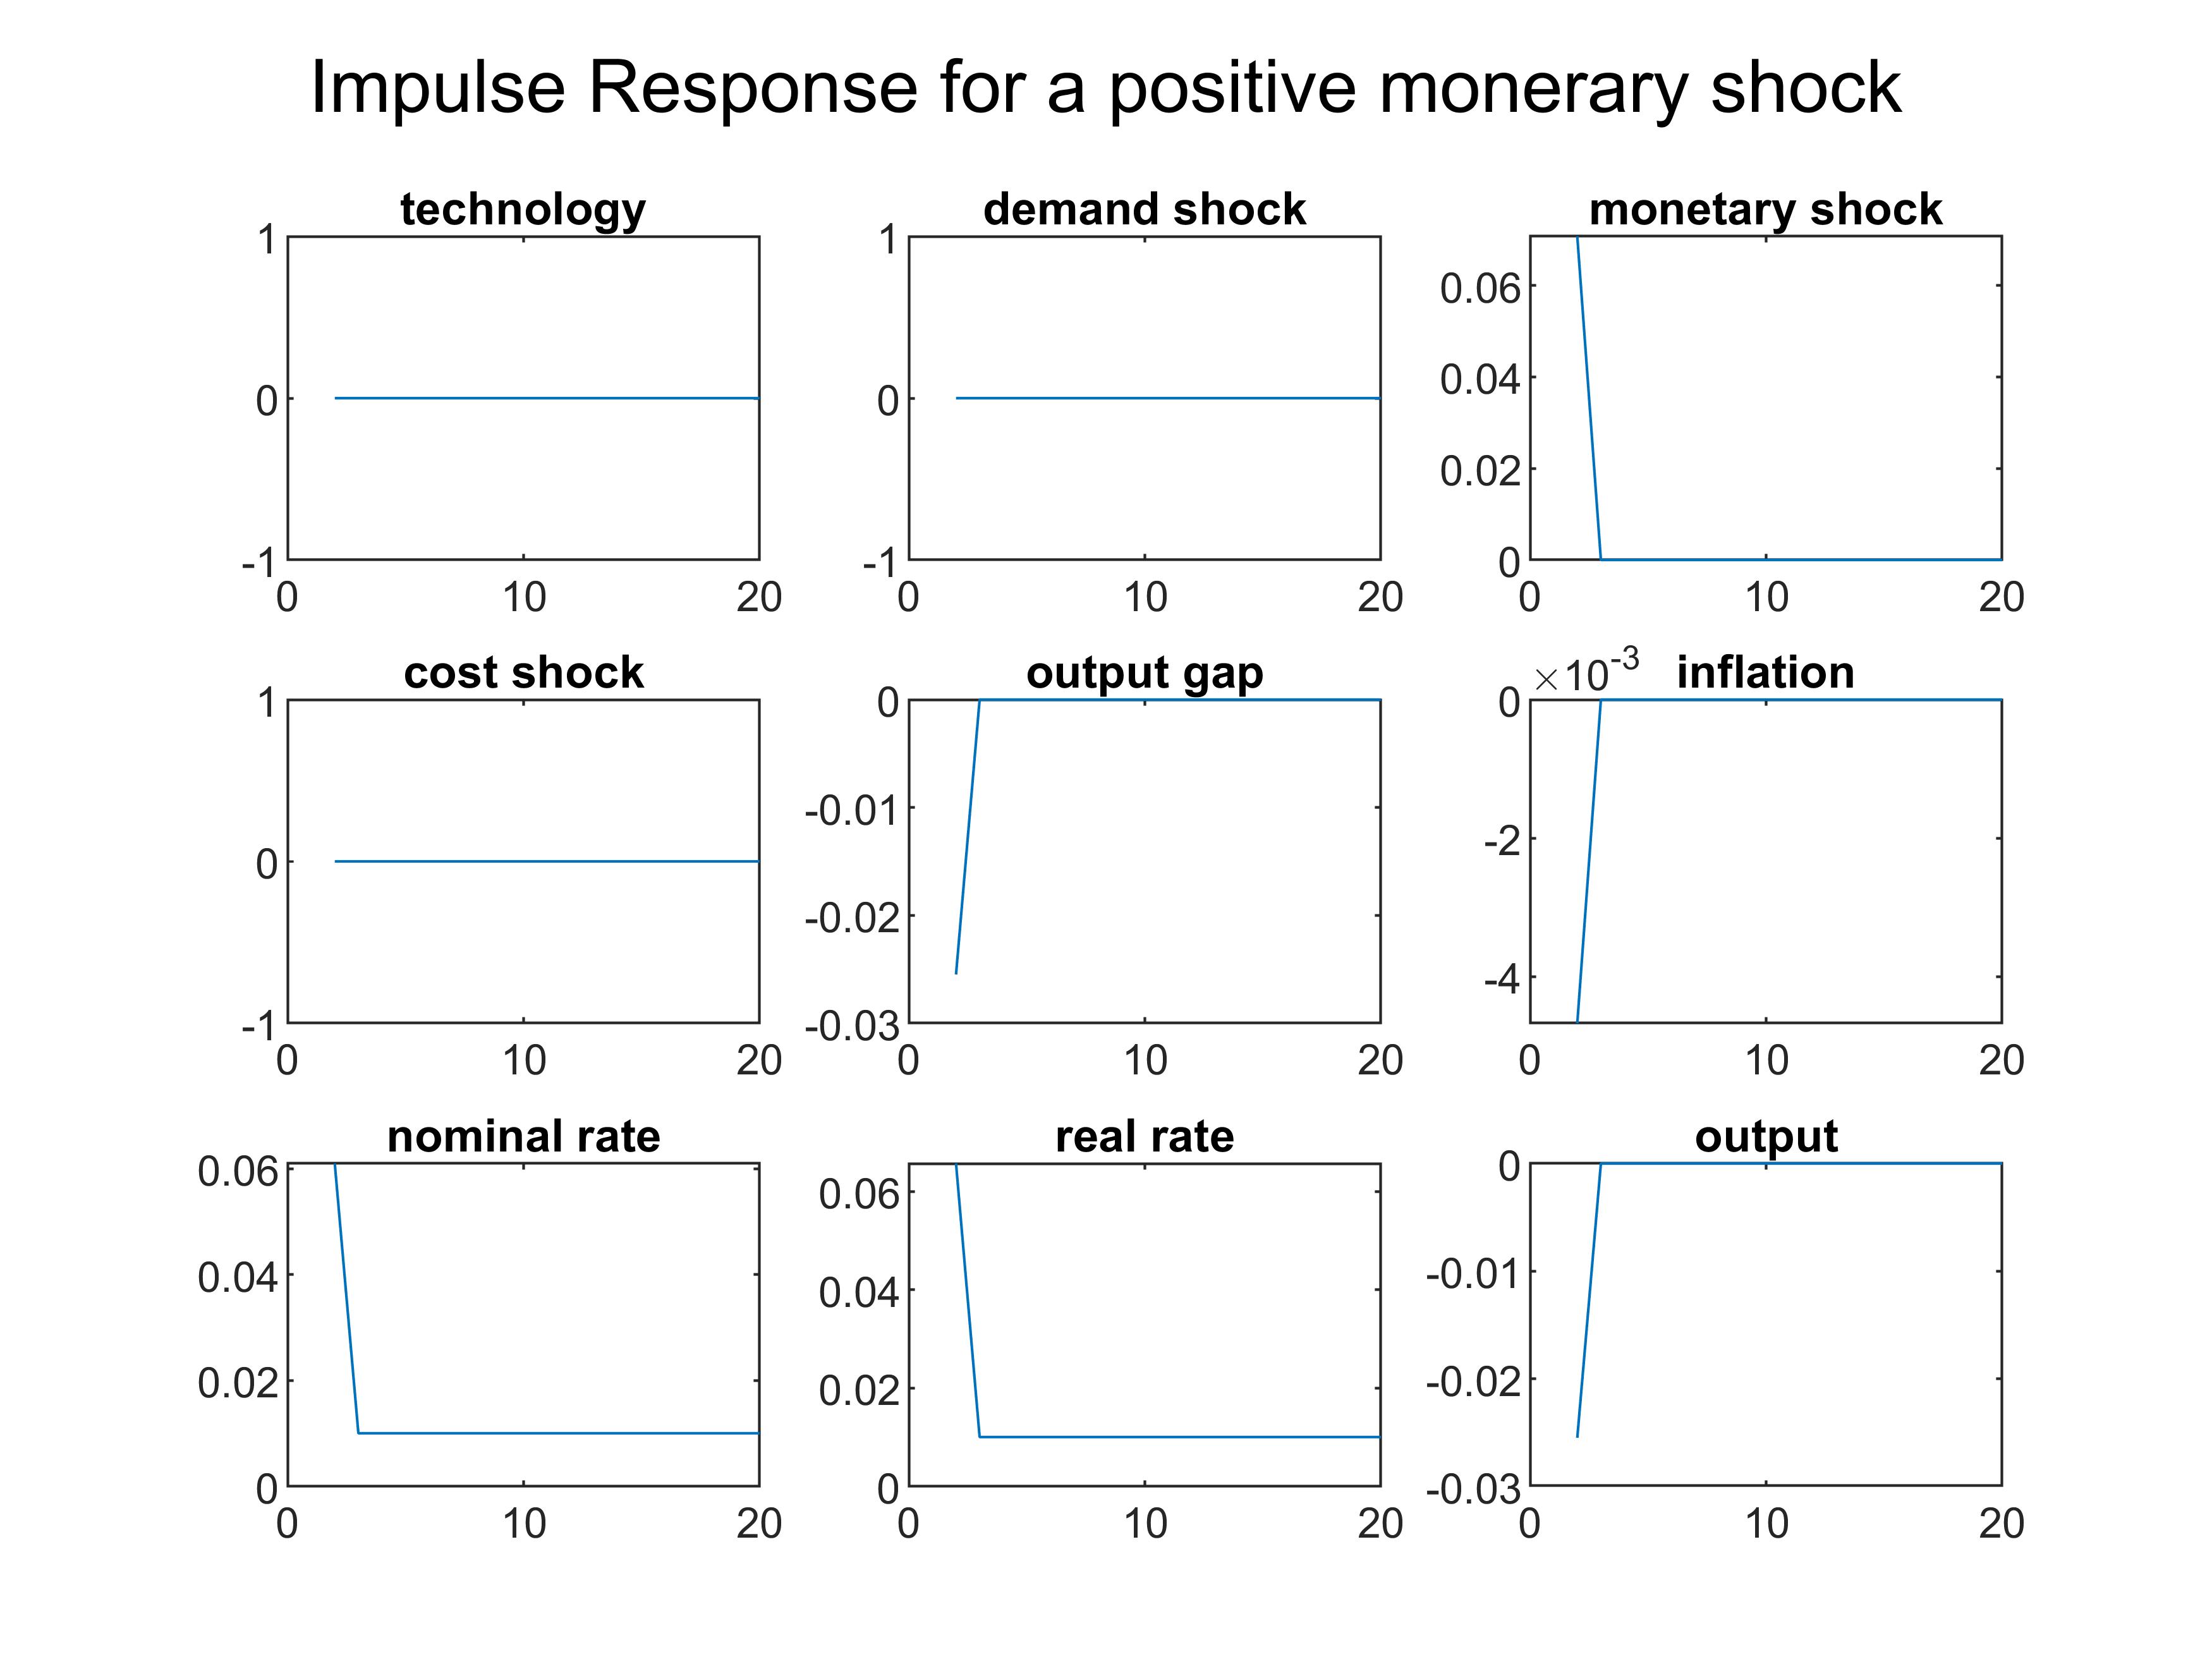 Impulse Response for a positive monerary shock
technology
demand shock
monetary shock
1
0
-1
0 10 20
1
0
-1
0 10 20
0.06
0.04
0.02
0
0 10 20
cost shock
output gap
×10-3 inflation
1
0
-1
0 10 20
0
-0.01
-0.02
-0.03
0 10 20
0
-2
-4
0 10 20
nominal rate
real rate
output
0.06
0.04
0.02
0
0 10 20
0.06
0.04
0.02
0
0 10 20
0
-0.01
-0.02
-0.03
0 10 20